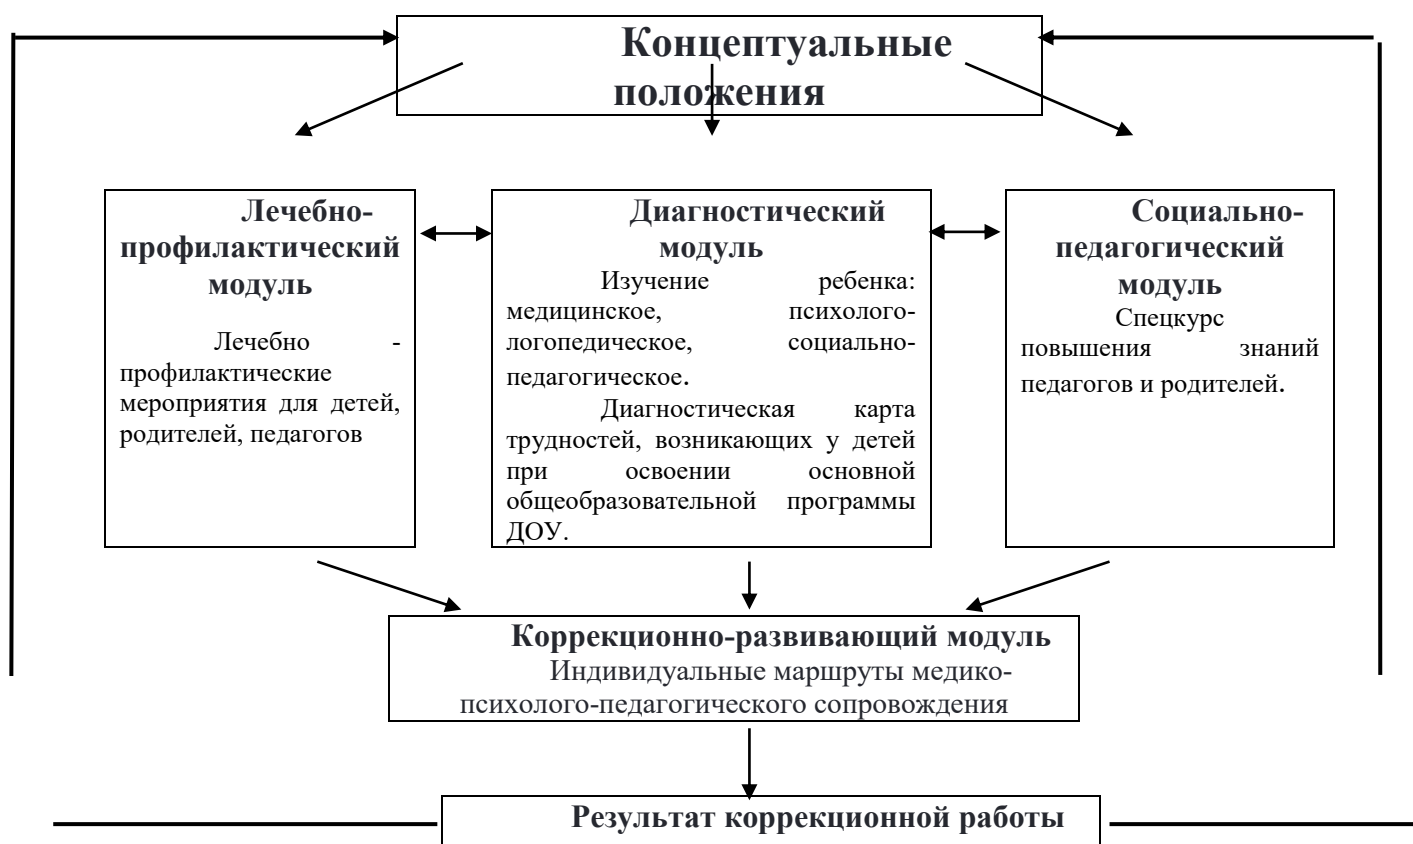 Концептуальные
положения
Лечебно-
профилактический
модуль
Лечебно -
профилактические
мероприятия для детей,
родителей, педагогов
Диагностический
модуль
Изучение ребенка:
медицинское, психолого-
логопедическое, социально-
педагогическое.
Диагностическая карта
трудностей, возникающих у детей
при освоении основной
общеобразовательной программы
ДОУ.
Социально-
педагогический
модуль
Спецкурс
повышения знаний
педагогов и родителей.
Коррекционно-развивающий модуль
Индивидуальные маршруты медико-
психолого-педагогического сопровождения
Результат коррекционной работы